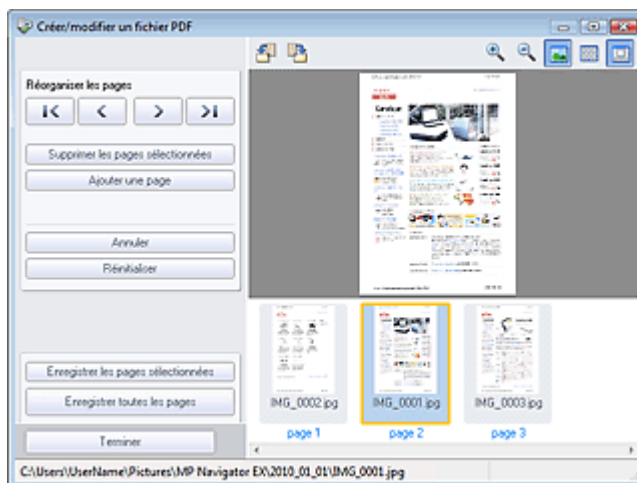 Créer/modifier un fichier PDF
Réorganiser les pages
Supprimer les pages sélectionnées
Ajouter une page
Annuler
Réinitialiser
Enregistrer les pages sélectionnées
Enregistrer toutes les pages
Terminer
IMG_0002.jpg IMG_0001.jpg IMG_0003.jpg
page 1 page 2 page 3
C:\Users\UserName\Pictures\MP Navigator EX\2010_01_01\IMG_0001.jpg